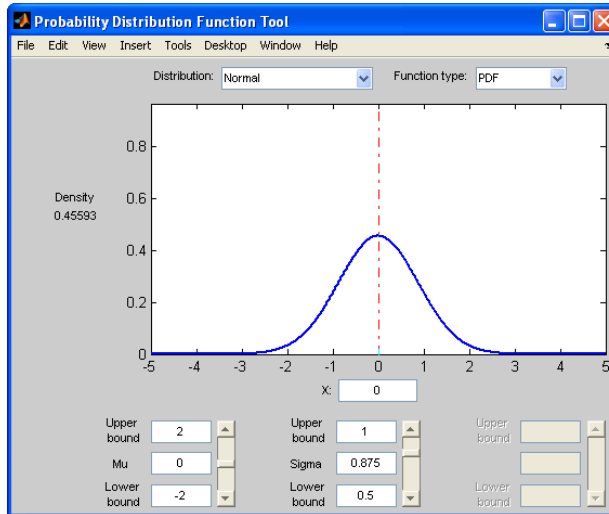 Probability Distribution Function Tool
File Edit View Insert Tools Desktop Window Help
Distribution: Normal Function type: PDF
Density
0.45593
0.8
0.6
0.4
0.2
0
-5 -4 -3 -2 -1 0 1 2 3 4 5
X: 0
Upper bound 2 Upper bound 1 Upper bound
Mu 0 Sigma 0.875
Lower bound -2 Lower bound 0.5 Lower bound